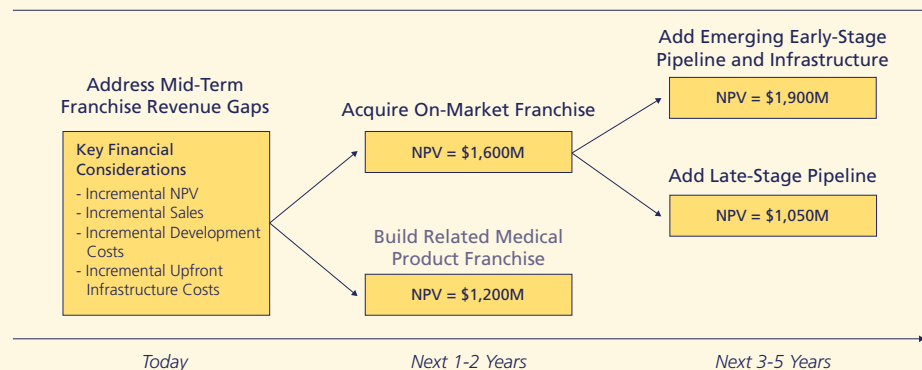 Address Mid-Term
Franchise Revenue Gaps
Key Financial
Considerations
- Incremental NPV
- Incremental Sales
- Incremental Development
Costs
- Incremental Upfront
Infrastructure Costs
Acquire On-Market Franchise
NPV = $1,600M
Build Related Medical
Product Franchise
NPV = $1,200M
Add Emerging Early-Stage
Pipeline and Infrastructure
NPV = $1,900M
Add Late-Stage Pipeline
NPV = $1,050M
Today
Next 1-2 Years
Next 3-5 Years